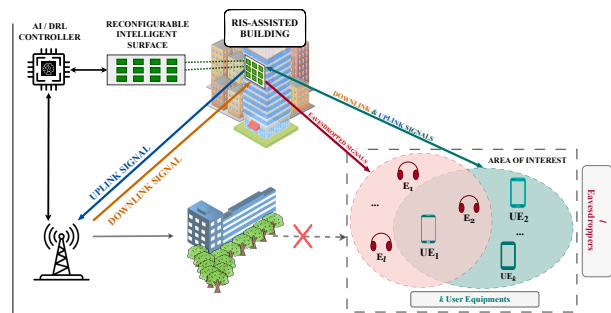 AI / DRL
CONTROLLER
RECONFIGURABLE
INTELLIGENT
SURFACE
RIS-ASSISTED
BUILDING
DOWNLINK & UPLINK SIGNALS
EAVESDROPPED SIGNALS
UPLINK SIGNAL
DOWNLINK SIGNAL
AREA OF INTEREST
E1
...
E2
UE2
UE1
...
El
UEk
l
Eavesdroppers
k User Equipments